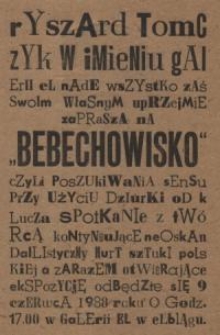 rYSZARD TOMC
ZYK W iMIENiU GAl
ERII eL NADE WSZYSTKO ZAŚ
SWOIM WłaSNyM UPRZEjMiE
zaPRaSZA NA
„BEBECHOWISKO"
CZYLI POSZUKiWANiA SENSU
PrZY UŻYCiU DZIURKi OD K
LUCZA SPOTKANIE Z tWÓ
RCĄ KONTYNUUJĄCE NEOSKAN
DALISTYCZNY NURT SZTUKI POLS
KIEJ a ZARAZEM OTWIERAJĄCE
eKSPOZYCJĘ ODBĘDZIE SIĘ 9
CZERWCA 1988 rokU O GoDZ.
17.00 W GaLERII EL W eLBlĄGU.